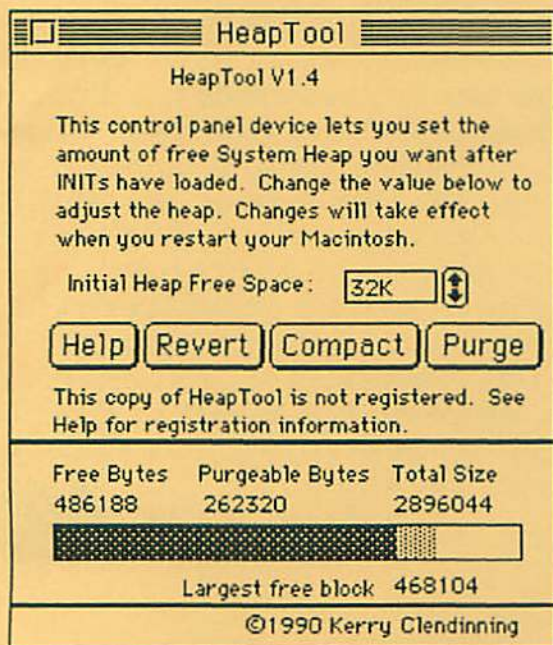 HeapTool
HeapTool V1.4
This control panel device lets you set the
amount of free System Heap you want after
INITs have loaded. Change the value below to
adjust the heap. Changes will take effect
when you restart your Macintosh.
Initial Heap Free Space: 32K
Help Revert Compact Purge
This copy of HeapTool is not registered. See
Help for registration information.
Free Bytes Purgeable Bytes Total Size
486188 262320 2896044
Largest free block 468104
©1990 Kerry Clendinning